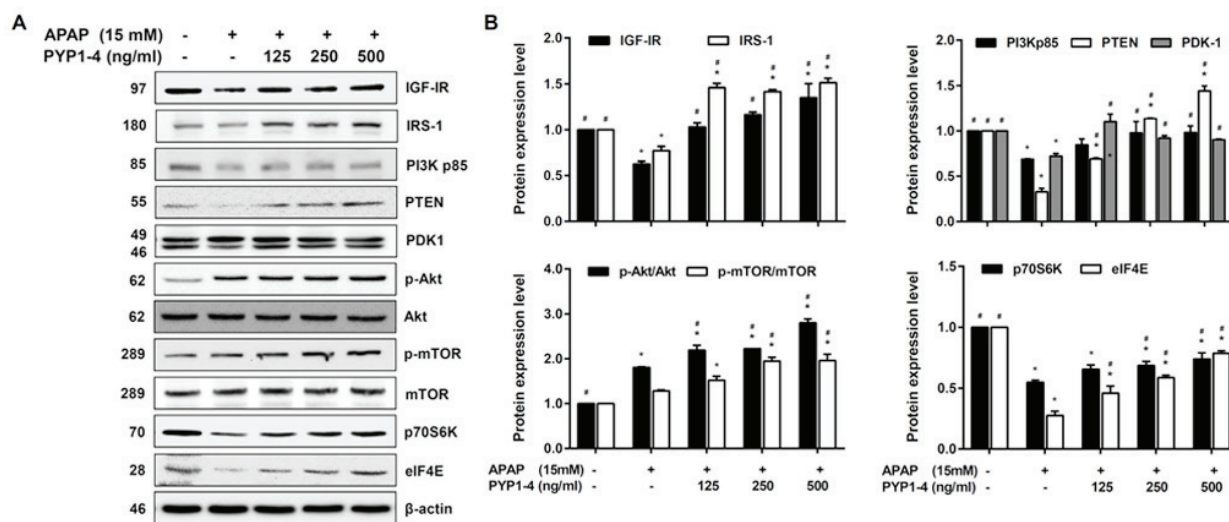 A
APAP (15 mM) - + + + +
PYP1-4 (ng/ml) - - 125 250 500
97 IGF-IR
180 IRS-1
85 PI3K p85
55 PTEN
49
46 PDK1
62 p-Akt
62 Akt
289 p-mTOR
289 mTOR
70 p70S6K
28 eIF4E
46 β-actin
B
IGF-IR IRS-1
Protein expression level
2.0
1.5
1.0
0.5
0.0
# # * * # # * # # * # * # *
PI3Kp85 PTEN PDK-1
Protein expression level
2.0
1.5
1.0
0.5
0.0
# # # * * * # * # * # # * # # # * #
p-Akt/Akt p-mTOR/mTOR
Protein expression level
4.0
3.0
2.0
1.0
0.0
# * # * * # * # * # * # *
APAP (15mM) - + + + +
PYP1-4 (ng/ml) - - 125 250 500
p70S6K eIF4E
Protein expression level
1.5
1.0
0.5
0.0
# # * * * # * # * # * # * # *
APAP (15mM) - + + + +
PYP1-4 (ng/ml) - - 125 250 500